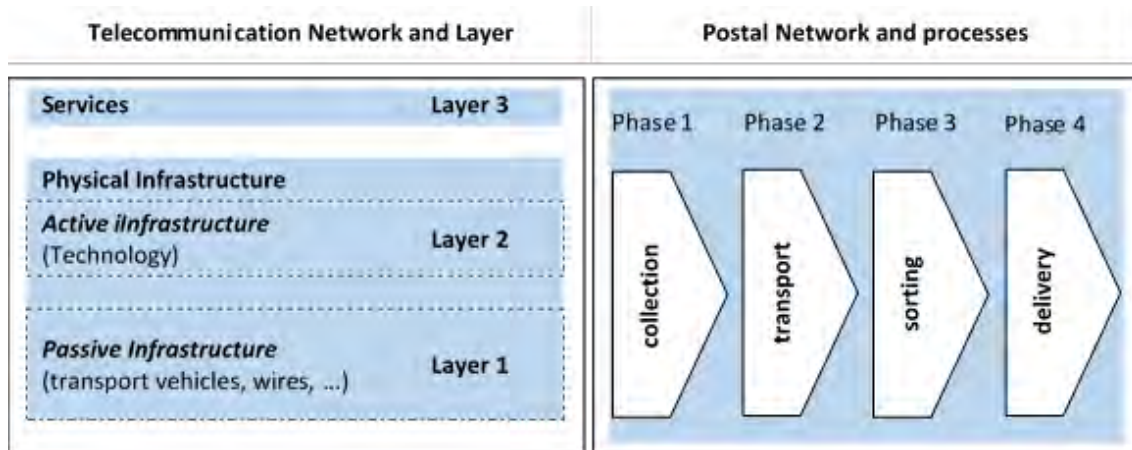 Telecommunication Network and Layer
Postal Network and processes
Services Layer 3
Physical Infrastructure
Active iInfrastructure
(Technology)
Layer 2
Passive Infrastructure
(transport vehicles, wires, ...)
Layer 1
Phase 1 Phase 2 Phase 3 Phase 4
collection
transport
sorting
delivery